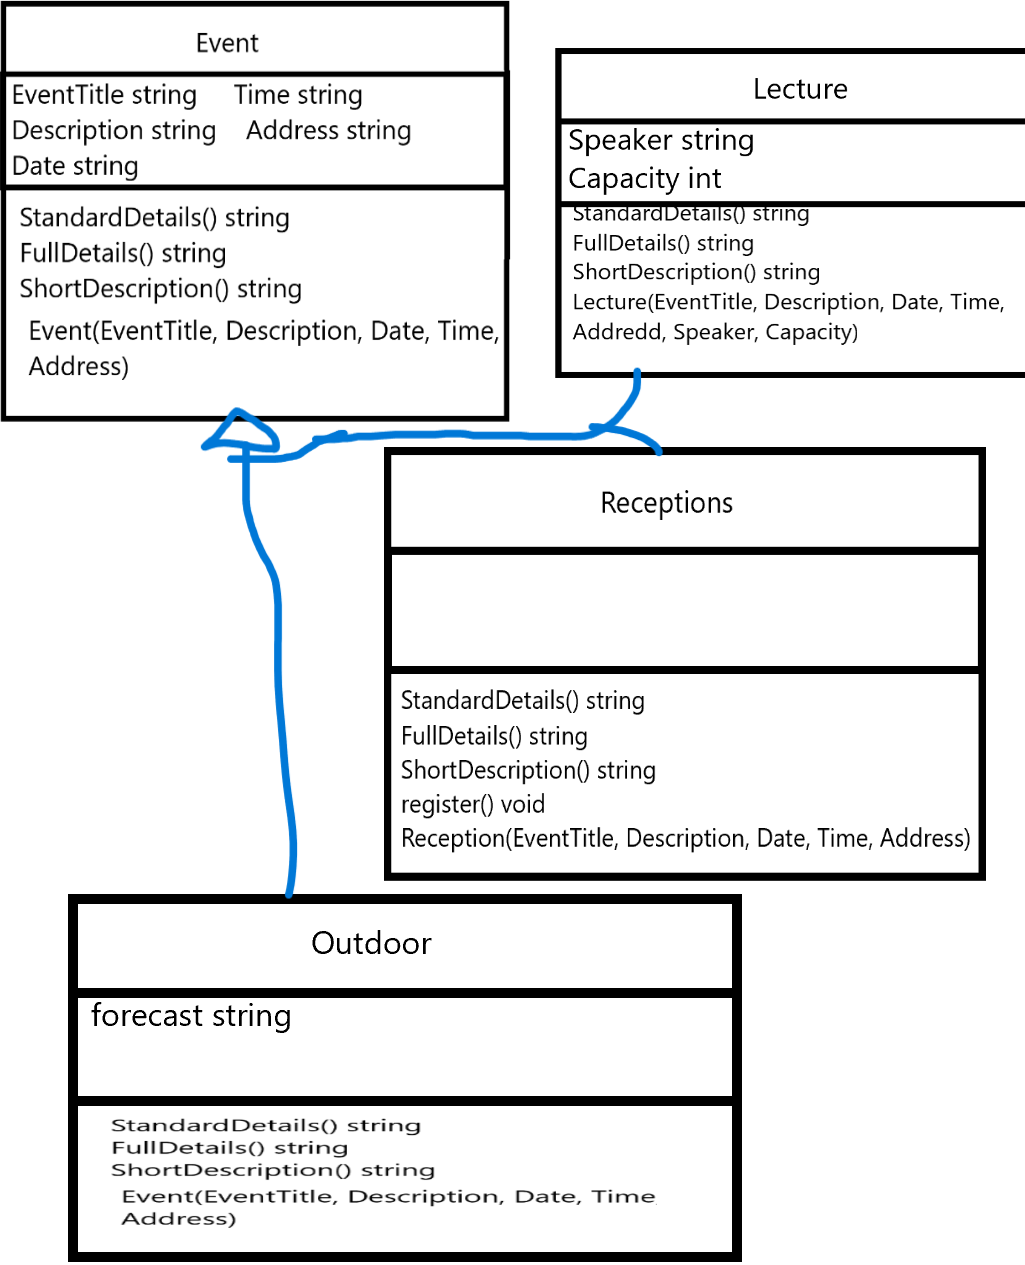 Event
EventTitle string Time string
Description string Address string
Date string
StandardDetails() string
FullDetails() string
ShortDescription() string
Event(EventTitle, Description, Date, Time,
Address)
Lecture
Speaker string
Capacity int
StandardDetails() string
FullDetails() string
ShortDescription() string
Lecture(EventTitle, Description, Date, Time,
Addredd, Speaker, Capacity)
Receptions
StandardDetails() string
FullDetails() string
ShortDescription() string
register() void
Reception(EventTitle, Description, Date, Time, Address)
Outdoor
forecast string
StandardDetails() string
FullDetails() string
ShortDescription() string
Event(EventTitle, Description, Date, Time
Address)